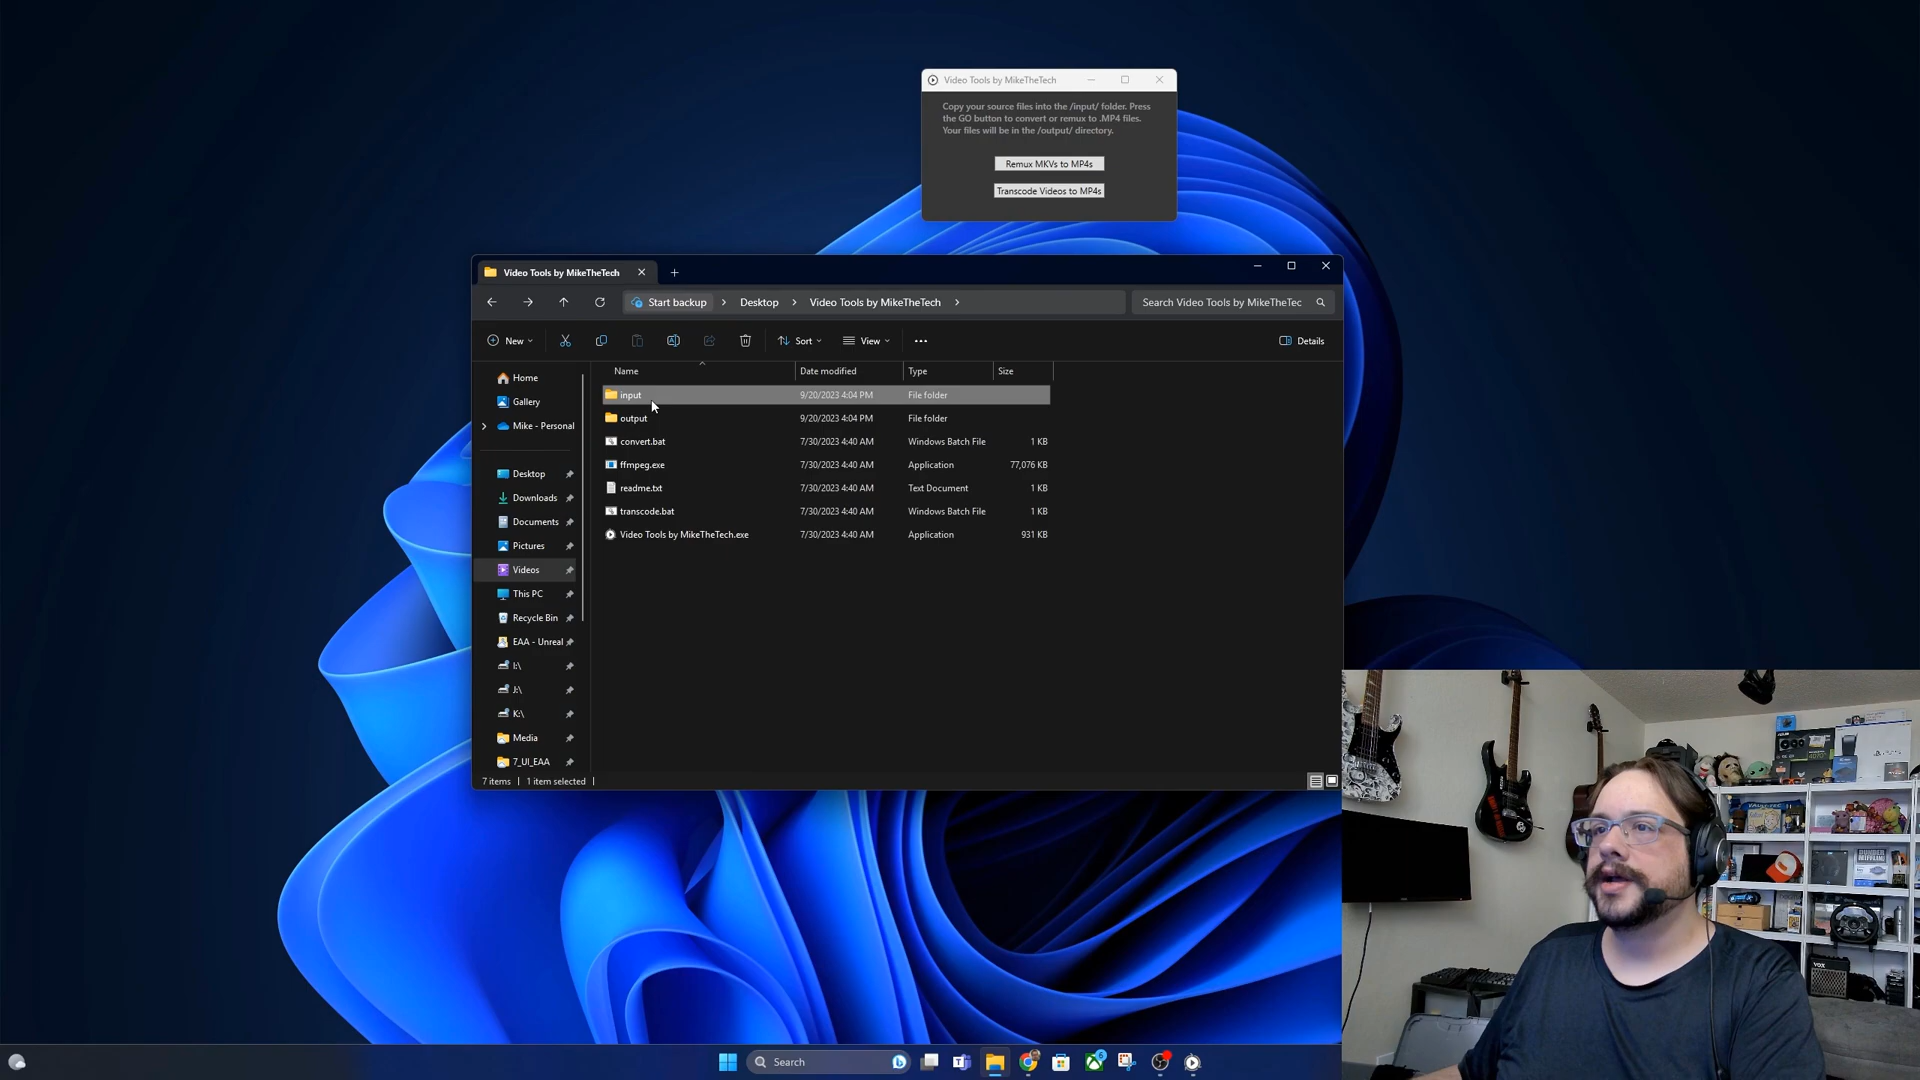 Video Tools by MikeTheTech
Copy your source files into the /input/ folder. Press
the GO button to convert or remux to .MP4 files.
Your files will be in the /output/ directory.
Remux MKVs to MP4s
Transcode Videos to MP4s
Video Tools by MikeTheTech
Start backup > Desktop > Video Tools by MikeTheTech >
Search Video Tools by MikeTheTec
New
Sort
View
Details
Name Date modified Type Size
input 9/20/2023 4:04 PM File folder
output 9/20/2023 4:04 PM File folder
convert.bat 7/30/2023 4:40 AM Windows Batch File 1 KB
ffmpeg.exe 7/30/2023 4:40 AM Application 77,076 KB
readme.txt 7/30/2023 4:40 AM Text Document 1 KB
transcode.bat 7/30/2023 4:40 AM Windows Batch File 1 KB
Video Tools by MikeTheTech.exe 7/30/2023 4:40 AM Application 931 KB
Home
Gallery
Mike - Personal
Desktop
Downloads
Documents
Pictures
Videos
This PC
Recycle Bin
EAA - Unreal
I:\
J:\
K:\
Media
7_UI_EAA
7 items
1 item selected
DUNDER
MIFFLIN
VOX
Search
6